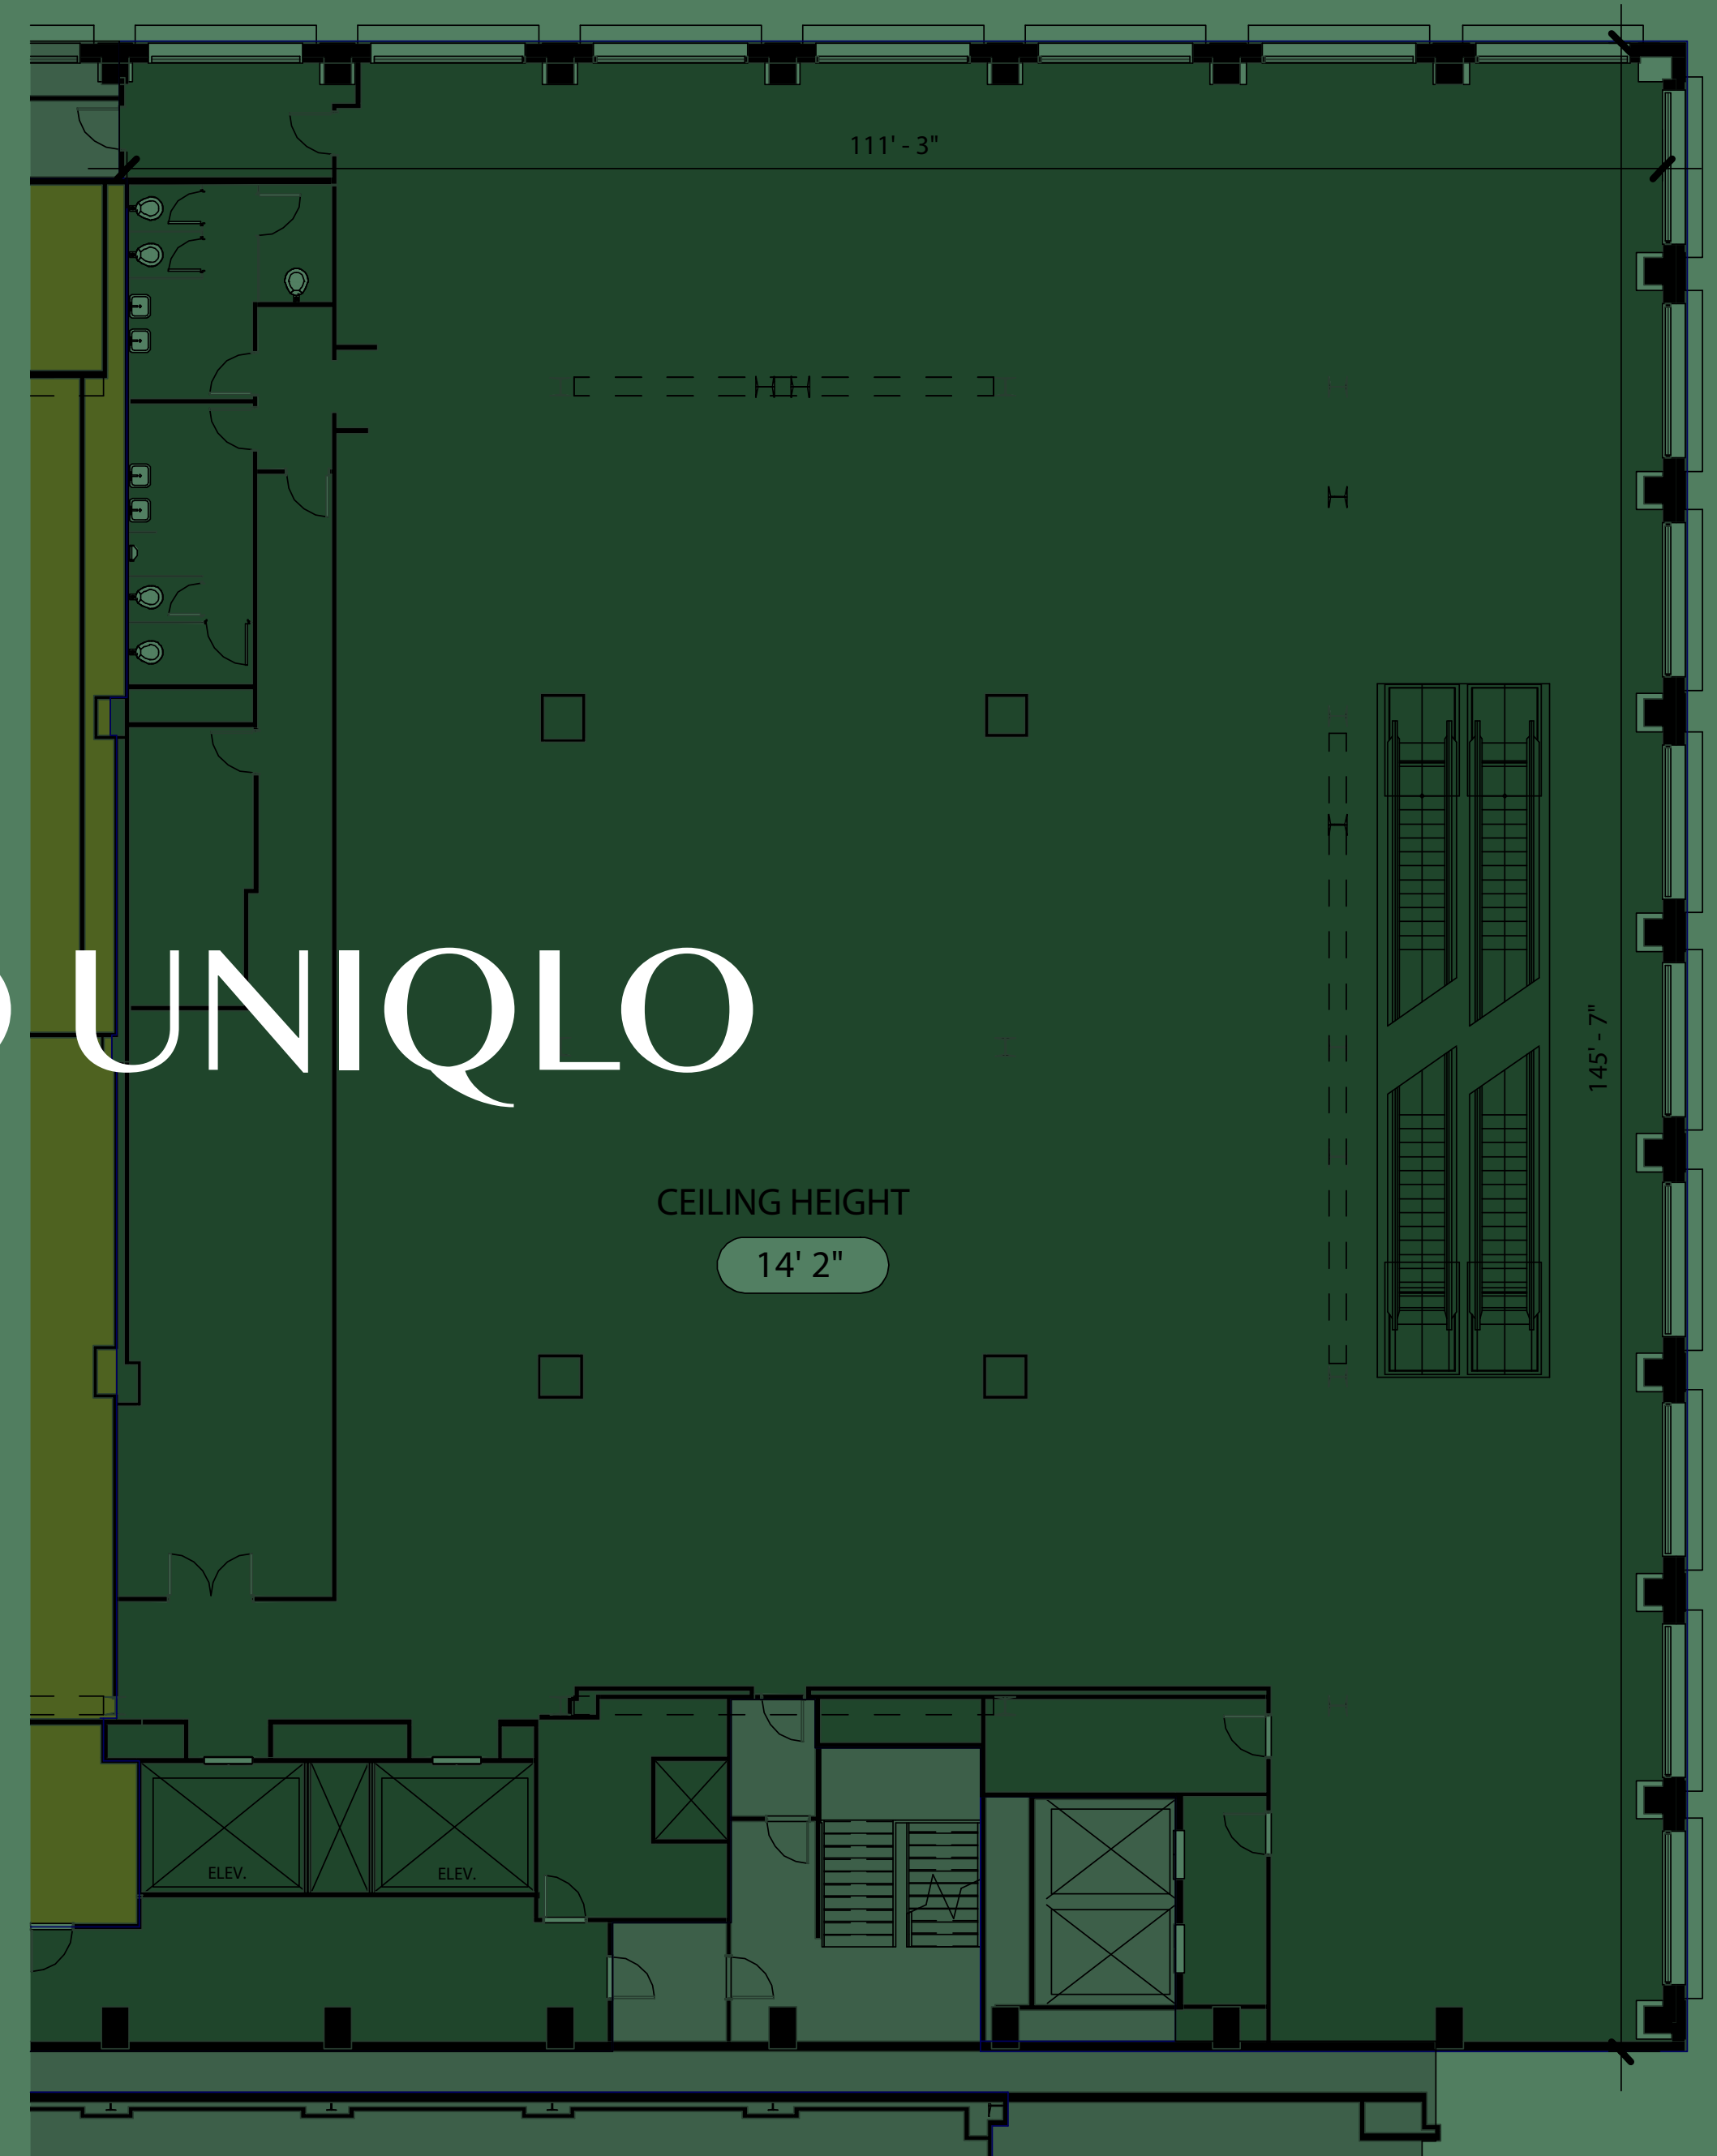 111' - 3"
UNIQLO
145' - 7"
CEILING HEIGHT
14' 2"
ELEV.
ELEV.